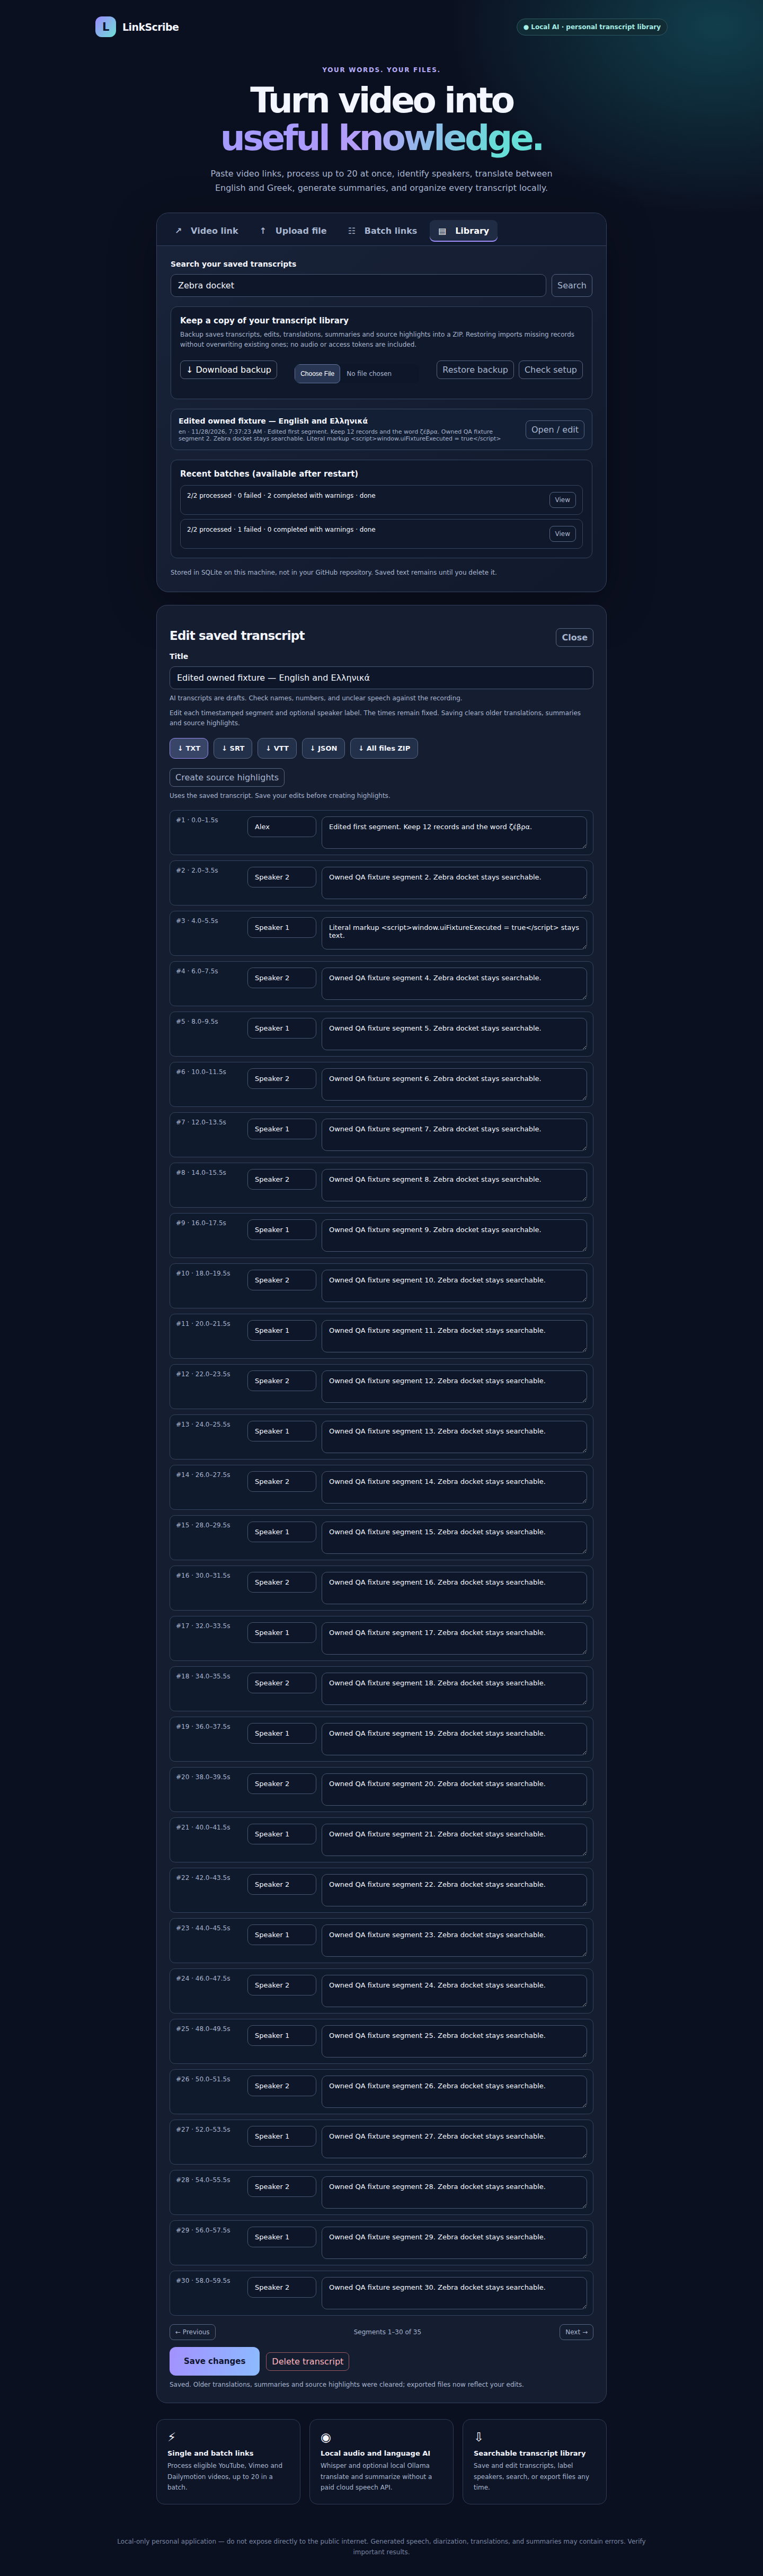 L LinkScribe
● Local AI · personal transcript library
YOUR WORDS. YOUR FILES.
Turn video into
useful knowledge.
Paste video links, process up to 20 at once, identify speakers, translate between
English and Greek, generate summaries, and organize every transcript locally.
↗ Video link
↑ Upload file
☷ Batch links
▤ Library
Search your saved transcripts
Zebra docket
Search
Keep a copy of your transcript library
Backup saves transcripts, edits, translations, summaries and source highlights into a ZIP. Restoring imports missing records
without overwriting existing ones; no audio or access tokens are included.
↓ Download backup
Choose File
No file chosen
Restore backup
Check setup
Edited owned fixture — English and Ελληνικά
en · 11/28/2026, 7:37:23 AM · Edited first segment. Keep 12 records and the word ζέβρα. Owned QA fixture
segment 2. Zebra docket stays searchable. Literal markup <script>window.uiFixtureExecuted = true</script>
Open / edit
Recent batches (available after restart)
2/2 processed · 0 failed · 2 completed with warnings · done
View
2/2 processed · 1 failed · 0 completed with warnings · done
View
Stored in SQLite on this machine, not in your GitHub repository. Saved text remains until you delete it.
Edit saved transcript
Close
Title
Edited owned fixture — English and Ελληνικά
AI transcripts are drafts. Check names, numbers, and unclear speech against the recording.
Edit each timestamped segment and optional speaker label. The times remain fixed. Saving clears older translations, summaries
and source highlights.
↓ TXT
↓ SRT
↓ VTT
↓ JSON
↓ All files ZIP
Create source highlights
Uses the saved transcript. Save your edits before creating highlights.
#1 · 0.0–1.5s Alex Edited first segment. Keep 12 records and the word ζέβρα.
#2 · 2.0–3.5s Speaker 2 Owned QA fixture segment 2. Zebra docket stays searchable.
#3 · 4.0–5.5s Speaker 1 Literal markup <script>window.uiFixtureExecuted = true</script> stays
text.
#4 · 6.0–7.5s Speaker 2 Owned QA fixture segment 4. Zebra docket stays searchable.
#5 · 8.0–9.5s Speaker 1 Owned QA fixture segment 5. Zebra docket stays searchable.
#6 · 10.0–11.5s Speaker 2 Owned QA fixture segment 6. Zebra docket stays searchable.
#7 · 12.0–13.5s Speaker 1 Owned QA fixture segment 7. Zebra docket stays searchable.
#8 · 14.0–15.5s Speaker 2 Owned QA fixture segment 8. Zebra docket stays searchable.
#9 · 16.0–17.5s Speaker 1 Owned QA fixture segment 9. Zebra docket stays searchable.
#10 · 18.0–19.5s Speaker 2 Owned QA fixture segment 10. Zebra docket stays searchable.
#11 · 20.0–21.5s Speaker 1 Owned QA fixture segment 11. Zebra docket stays searchable.
#12 · 22.0–23.5s Speaker 2 Owned QA fixture segment 12. Zebra docket stays searchable.
#13 · 24.0–25.5s Speaker 1 Owned QA fixture segment 13. Zebra docket stays searchable.
#14 · 26.0–27.5s Speaker 2 Owned QA fixture segment 14. Zebra docket stays searchable.
#15 · 28.0–29.5s Speaker 1 Owned QA fixture segment 15. Zebra docket stays searchable.
#16 · 30.0–31.5s Speaker 2 Owned QA fixture segment 16. Zebra docket stays searchable.
#17 · 32.0–33.5s Speaker 1 Owned QA fixture segment 17. Zebra docket stays searchable.
#18 · 34.0–35.5s Speaker 2 Owned QA fixture segment 18. Zebra docket stays searchable.
#19 · 36.0–37.5s Speaker 1 Owned QA fixture segment 19. Zebra docket stays searchable.
#20 · 38.0–39.5s Speaker 2 Owned QA fixture segment 20. Zebra docket stays searchable.
#21 · 40.0–41.5s Speaker 1 Owned QA fixture segment 21. Zebra docket stays searchable.
#22 · 42.0–43.5s Speaker 2 Owned QA fixture segment 22. Zebra docket stays searchable.
#23 · 44.0–45.5s Speaker 1 Owned QA fixture segment 23. Zebra docket stays searchable.
#24 · 46.0–47.5s Speaker 2 Owned QA fixture segment 24. Zebra docket stays searchable.
#25 · 48.0–49.5s Speaker 1 Owned QA fixture segment 25. Zebra docket stays searchable.
#26 · 50.0–51.5s Speaker 2 Owned QA fixture segment 26. Zebra docket stays searchable.
#27 · 52.0–53.5s Speaker 1 Owned QA fixture segment 27. Zebra docket stays searchable.
#28 · 54.0–55.5s Speaker 2 Owned QA fixture segment 28. Zebra docket stays searchable.
#29 · 56.0–57.5s Speaker 1 Owned QA fixture segment 29. Zebra docket stays searchable.
#30 · 58.0–59.5s Speaker 2 Owned QA fixture segment 30. Zebra docket stays searchable.
← Previous
Segments 1–30 of 35
Next →
Save changes
Delete transcript
Saved. Older translations, summaries and source highlights were cleared; exported files now reflect your edits.
⚡
Single and batch links
Process eligible YouTube, Vimeo and
Dailymotion videos, up to 20 in a
batch.
◉
Local audio and language AI
Whisper and optional local Ollama
translate and summarize without a
paid cloud speech API.
⇩
Searchable transcript library
Save and edit transcripts, label
speakers, search, or export files any
time.
Local-only personal application — do not expose directly to the public internet. Generated speech, diarization, translations, and summaries may contain errors. Verify
important results.